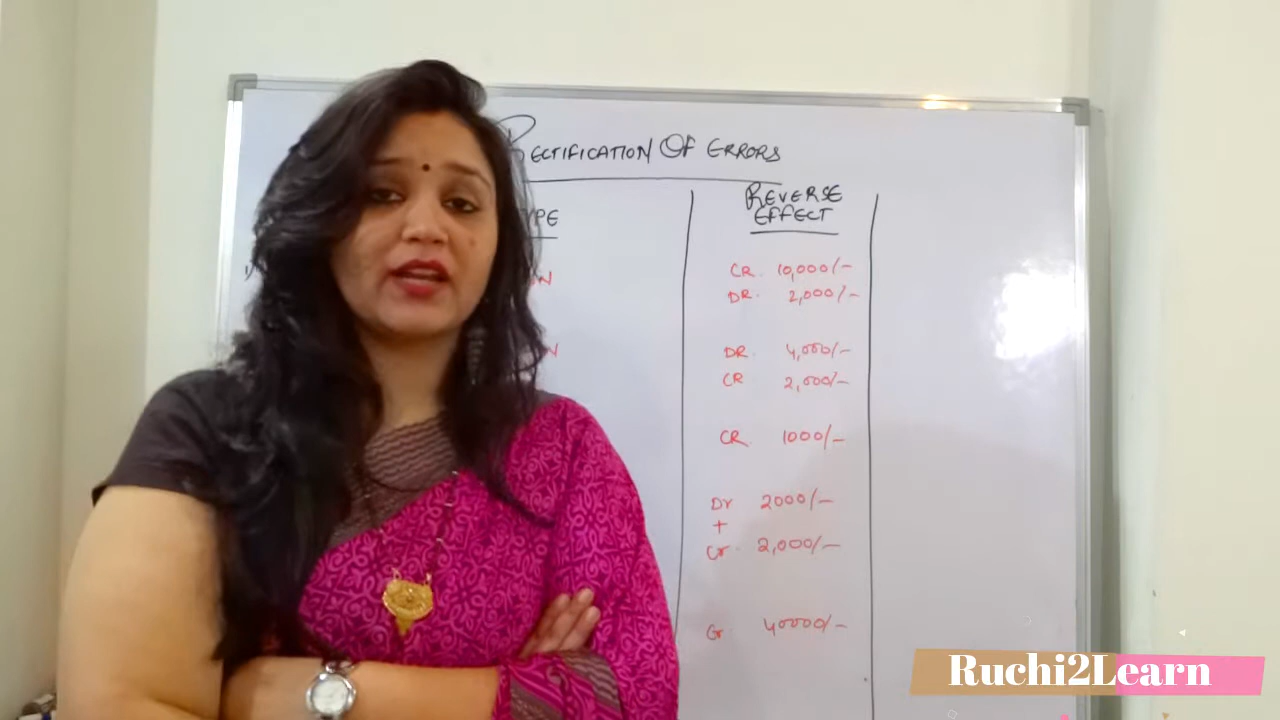 RECTIFICATION OF ERRORS
YPE
REVERSE
EFFECT
CR. 10,000/-
DR. 2,000/-
DR. 4,000/-
CR 2,000/-
CR. 1000/-
Dr 2000/-
+
Cr. 2,000/-
Cr. 40000/-
Ruchi2Learn